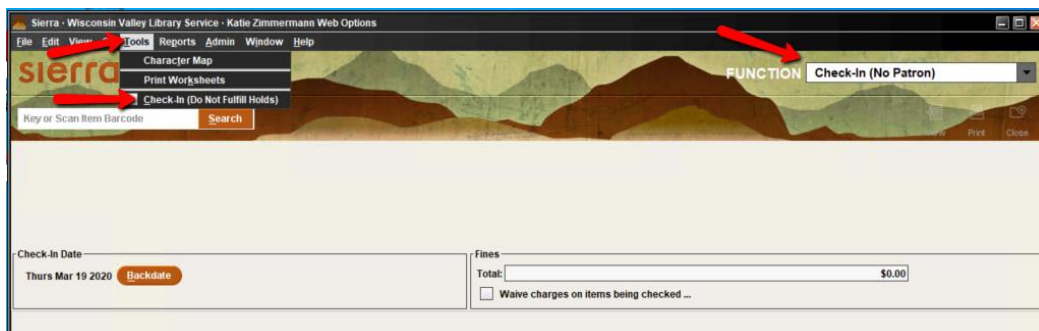 Sierra · Wisconsin Valley Library Service · Katie Zimmermann Web Options
File Edit View Tools Reports Admin Window Help
Character Map
Print Worksheets
Check-In (Do Not Fulfill Holds)
sierra
FUNCTION Check-In (No Patron)
Key or Scan Item Barcode Search
Print Close
Check-In Date
Thurs Mar 19 2020 Backdate
Fines
Total: $0.00
Waive charges on items being checked ...